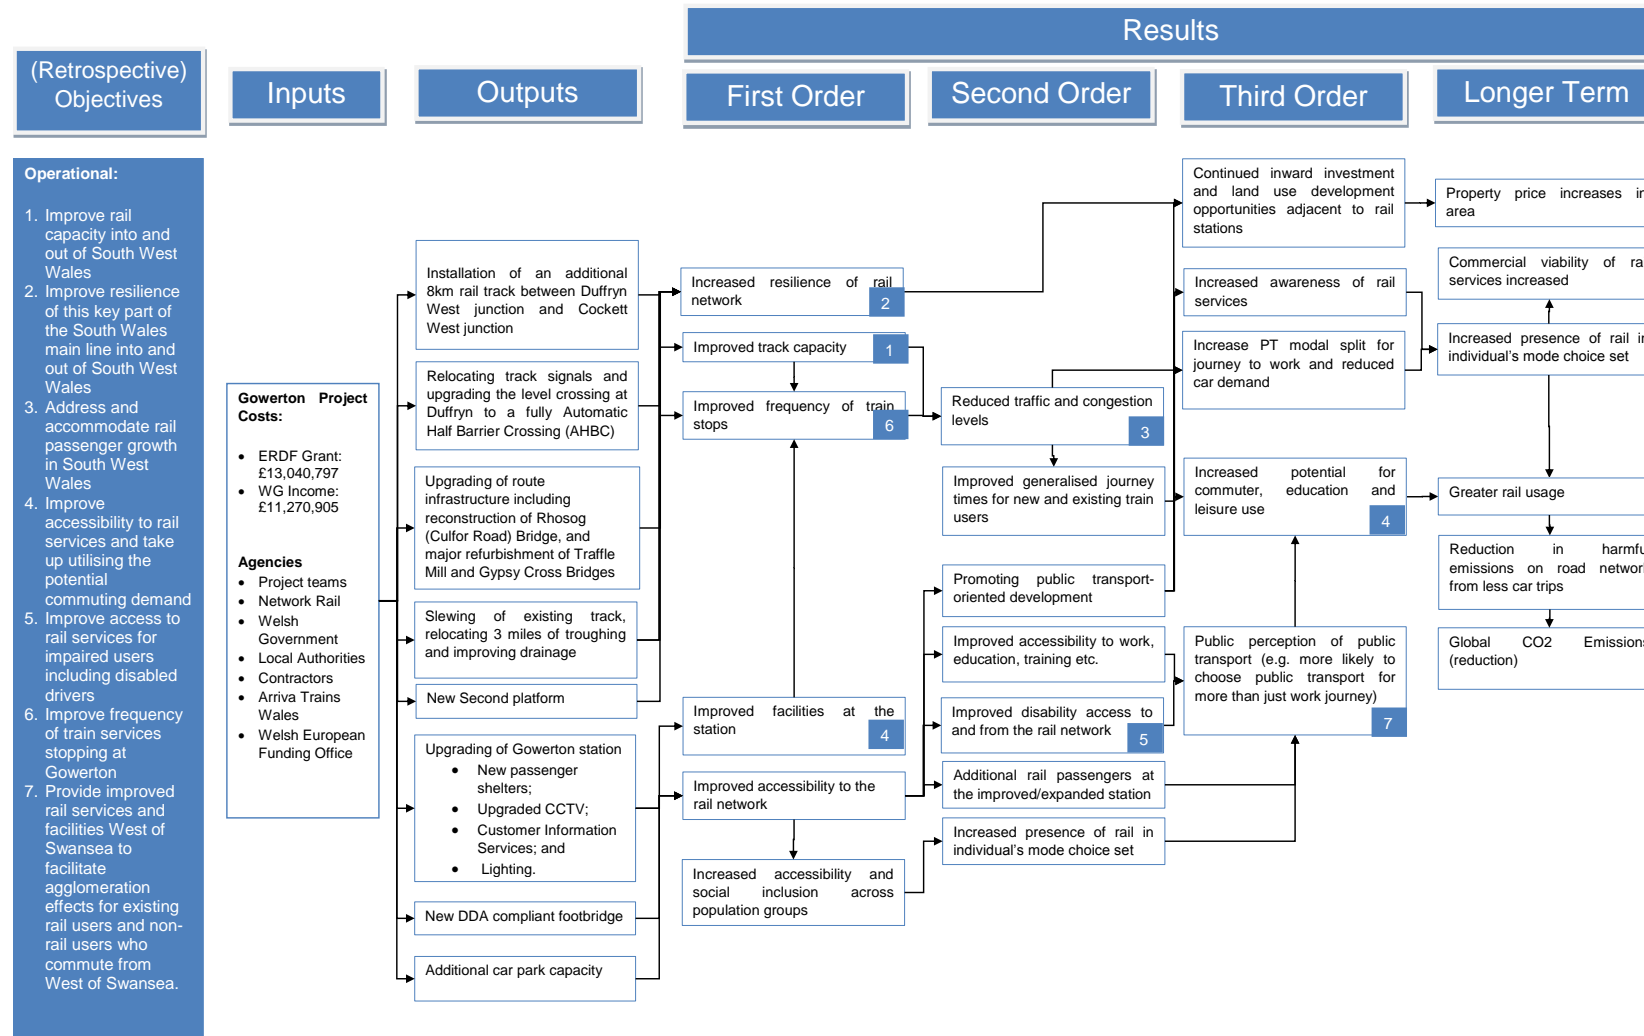 Results
(Retrospective)
Objectives
Inputs
Outputs
First Order
Second Order
Third Order
Longer Term
Operational:
1. Improve rail
capacity into and
out of South West
Wales
2. Improve resilience
of this key part of
the South Wales
main line into and
out of South West
Wales
3. Address and
accommodate rail
passenger growth
in South West
Wales
4. Improve
accessibility to rail
services and take
up utilising the
potential
commuting demand
5. Improve access to
rail services for
impaired users
including disabled
drivers
6. Improve frequency
of train services
stopping at
Gowerton
7. Provide improved
rail services and
facilities West of
Swansea to
facilitate
agglomeration
effects for existing
rail users and non-
rail users who
commute from
West of Swansea.
Gowerton Project
Costs:
• ERDF Grant:
£13,040,797
• WG Income:
£11,270,905
Agencies
• Project teams
• Network Rail
• Welsh
Government
• Local Authorities
• Contractors
• Arriva Trains
Wales
• Welsh European
Funding Office
Installation of an additional
8km rail track between Duffryn
West junction and Cockett
West junction
Relocating track signals and
upgrading the level crossing at
Duffryn to a fully Automatic
Half Barrier Crossing (AHBC)
Upgrading of route
infrastructure including
reconstruction of Rhosog
(Culfor Road) Bridge, and
major refurbishment of Traffle
Mill and Gypsy Cross Bridges
Slewing of existing track,
relocating 3 miles of troughing
and improving drainage
New Second platform
Upgrading of Gowerton station
• New passenger
shelters;
• Upgraded CCTV;
• Customer Information
Services; and
• Lighting.
New DDA compliant footbridge
Additional car park capacity
Increased resilience of rail
network
2
Improved track capacity
1
Improved frequency of train
stops
6
Improved facilities at the
station
4
Improved accessibility to the
rail network
Increased accessibility and
social inclusion across
population groups
Reduced traffic and congestion
levels
3
Improved generalised journey
times for new and existing train
users
Promoting public transport-
oriented development
Improved accessibility to work,
education, training etc.
Improved disability access to
and from the rail network
5
Additional rail passengers at
the improved/expanded station
Increased presence of rail in
individual's mode choice set
Continued inward investment
and land use development
opportunities adjacent to rail
stations
Increased awareness of rail
services
Increase PT modal split for
journey to work and reduced
car demand
Increased potential for
commuter, education and
leisure use
4
Public perception of public
transport (e.g. more likely to
choose public transport for
more than just work journey)
7
Property price increases in
area
Commercial viability of rai
services increased
Increased presence of rail in
individual's mode choice set
Greater rail usage
Reduction in harmfu
emissions on road network
from less car trips
Global CO2 Emissions
(reduction)